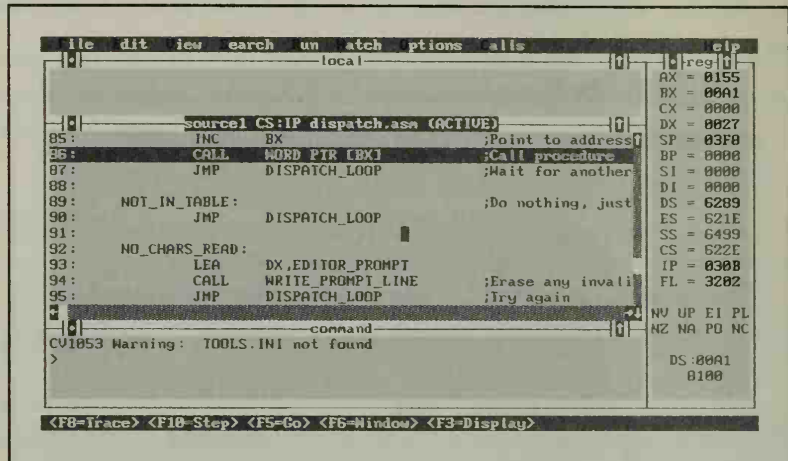 File Edit View Search Run Watch Options Calls Help
local
reg
AX = 0155
BX = 00A1
CX = 0000
DX = 0027
SP = 03F8
BP = 0000
SI = 0000
DI = 0000
DS = 6289
ES = 621E
SS = 6499
CS = 622E
IP = 030B
FL = 3202
NV UP EI PL
NZ NA PO NC
DS:00A1
8100
source1 CS:IP dispatch.asm (ACTIVE)
85: INC BX ;Point to address
86: CALL WORD PTR [BX] ;Call procedure
87: JMP DISPATCH_LOOP ;Wait for another
88:
89: NOT_IN_TABLE: ;Do nothing, just
90: JMP DISPATCH_LOOP
91:
92: NO_CHARS_READ:
93: LEA DX,EDITOR_PROMPT
94: CALL WRITE_PROMPT_LINE ;Erase any invali
95: JMP DISPATCH_LOOP ;Try again
command
CV1053 Warning: TOOLS.INI not found
>
<F8=Trace> <F10=Step> <F5=Go> <F6=Window> <F3=Display>